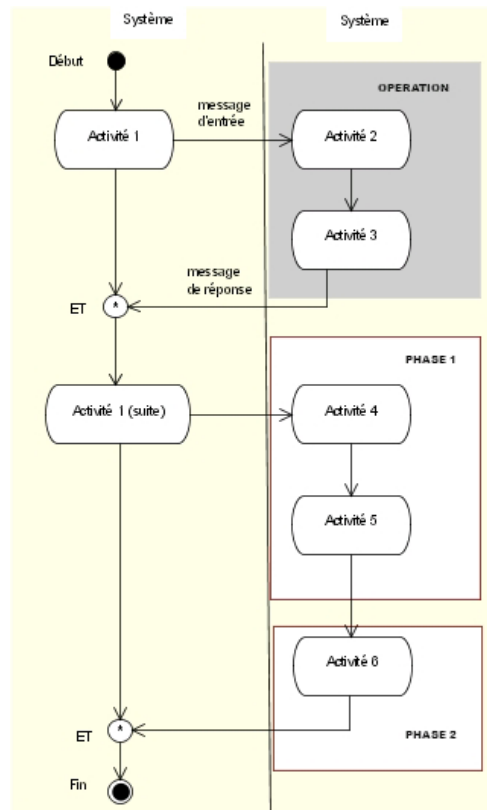 Système
Système
Début
OPERATION
message
d'entrée
Activité 1
Activité 2
Activité 3
message
de réponse
ET
*
PHASE 1
Activité 1 (suite)
Activité 4
Activité 5
Activité 6
ET
*
PHASE 2
Fin